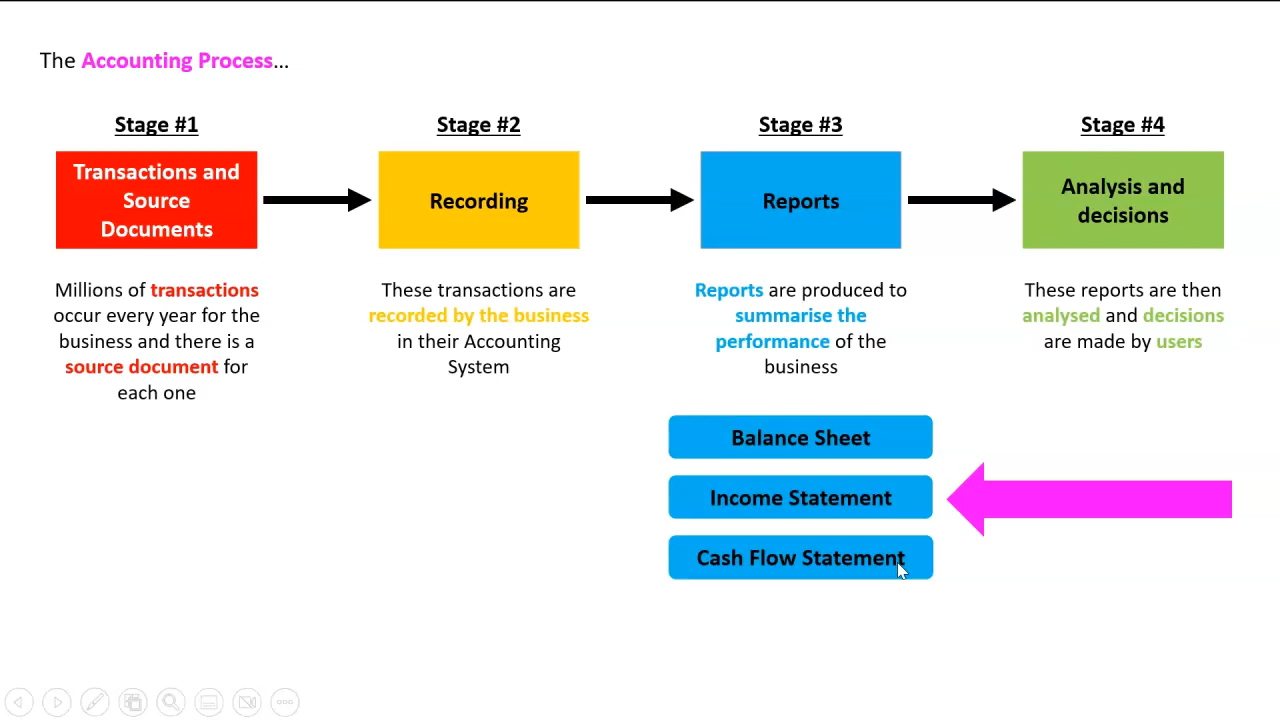 The Accounting Process...
Stage #1
Transactions and
Source
Documents
Millions of transactions
occur every year for the
business and there is a
source document for
each one
Stage #2
Recording
These transactions are
recorded by the business
in their Accounting
System
Stage #3
Reports
Reports are produced to
summarise the
performance of the
business
Balance Sheet
Income Statement
Cash Flow Statement
Stage #4
Analysis and
decisions
These reports are then
analysed and decisions
are made by users